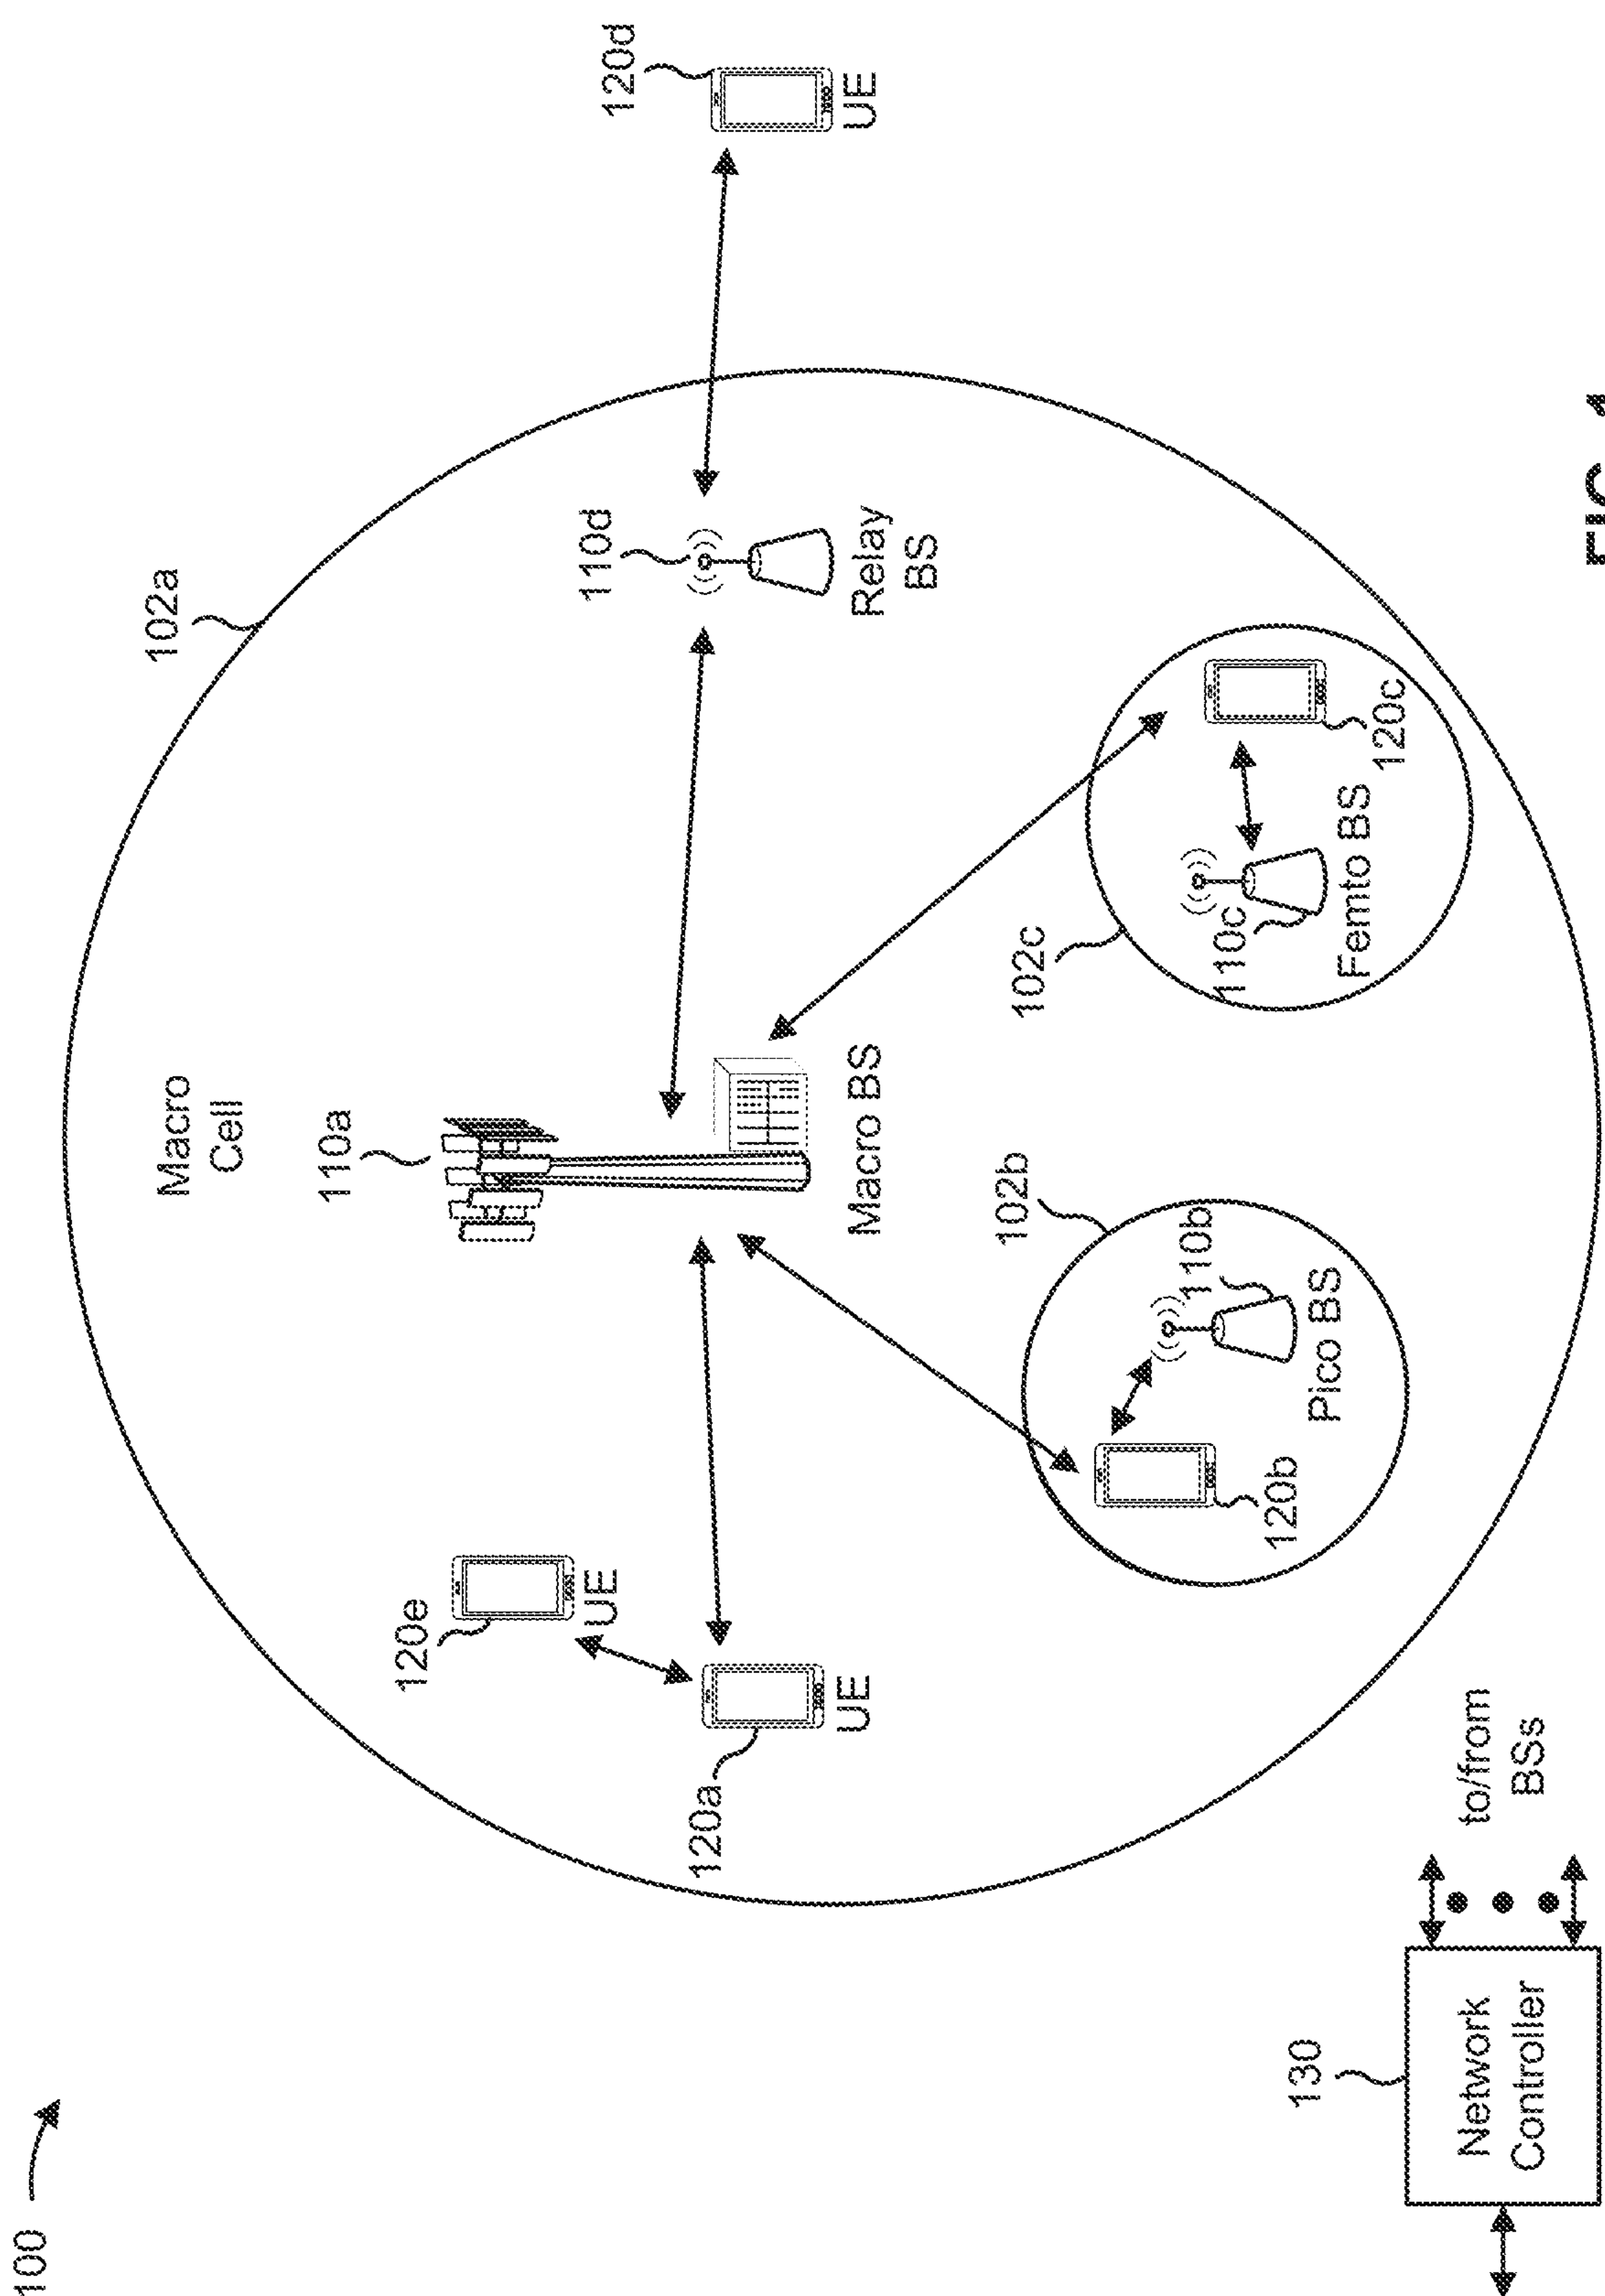 100
102a
Macro
Cell
110a
120d
UE
110d
Relay
BS
120e
UE
120a
UE
Macro BS
102b
110b
Pico BS
120b
102c
110c
Femto BS
120c
130
Network
Controller
to/from
BSs